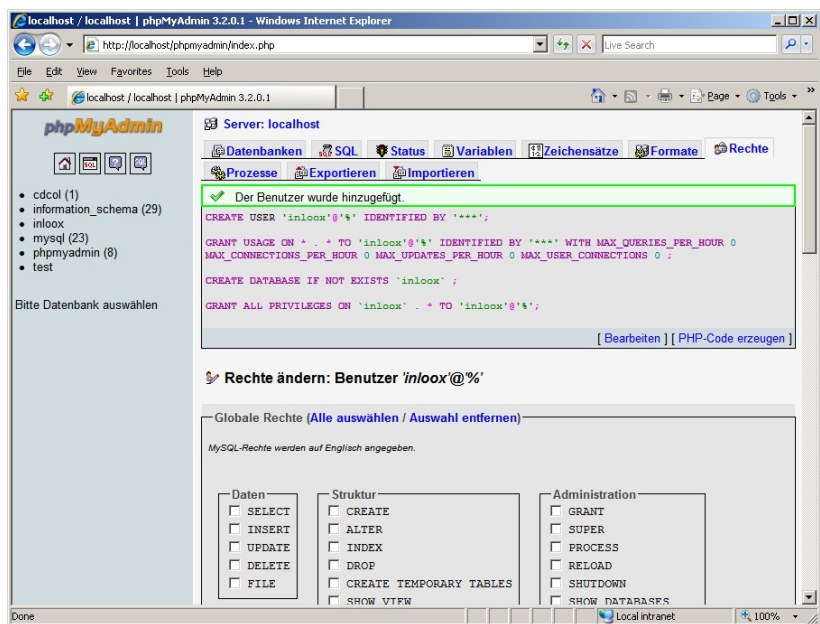 localhost / localhost | phpMyAdmin 3.2.0.1 - Windows Internet Explorer
http://localhost/phpmyadmin/index.php
Live Search
File Edit View Favorites Tools Help
localhost / localhost | phpMyAdmin 3.2.0.1
Page Tools »
phpMyAdmin
SQL
cdcol (1)
information_schema (29)
inloox
mysql (23)
phpmyadmin (8)
test
Bitte Datenbank auswählen
Server: localhost
Datenbanken SQL Status Variablen Zeichensätze Formate Rechte
Prozesse Exportieren Importieren
Der Benutzer wurde hinzugefügt.
CREATE USER 'inloox'@'%' IDENTIFIED BY '***';
GRANT USAGE ON * . * TO 'inloox'@'%' IDENTIFIED BY '***' WITH MAX_QUERIES_PER_HOUR 0
MAX_CONNECTIONS_PER_HOUR 0 MAX_UPDATES_PER_HOUR 0 MAX_USER_CONNECTIONS 0 ;
CREATE DATABASE IF NOT EXISTS `inloox` ;
GRANT ALL PRIVILEGES ON `inloox` . * TO 'inloox'@'%';
[ Bearbeiten ] [ PHP-Code erzeugen ]
Rechte ändern: Benutzer 'inloox'@'%'
Globale Rechte (Alle auswählen / Auswahl entfernen)
MySQL-Rechte werden auf Englisch angegeben.
Daten
SELECT
INSERT
UPDATE
DELETE
FILE
Struktur
CREATE
ALTER
INDEX
DROP
CREATE TEMPORARY TABLES
SHOW VIEW
Administration
GRANT
SUPER
PROCESS
RELOAD
SHUTDOWN
SHOW DATABASES
Done
Local intranet
100%